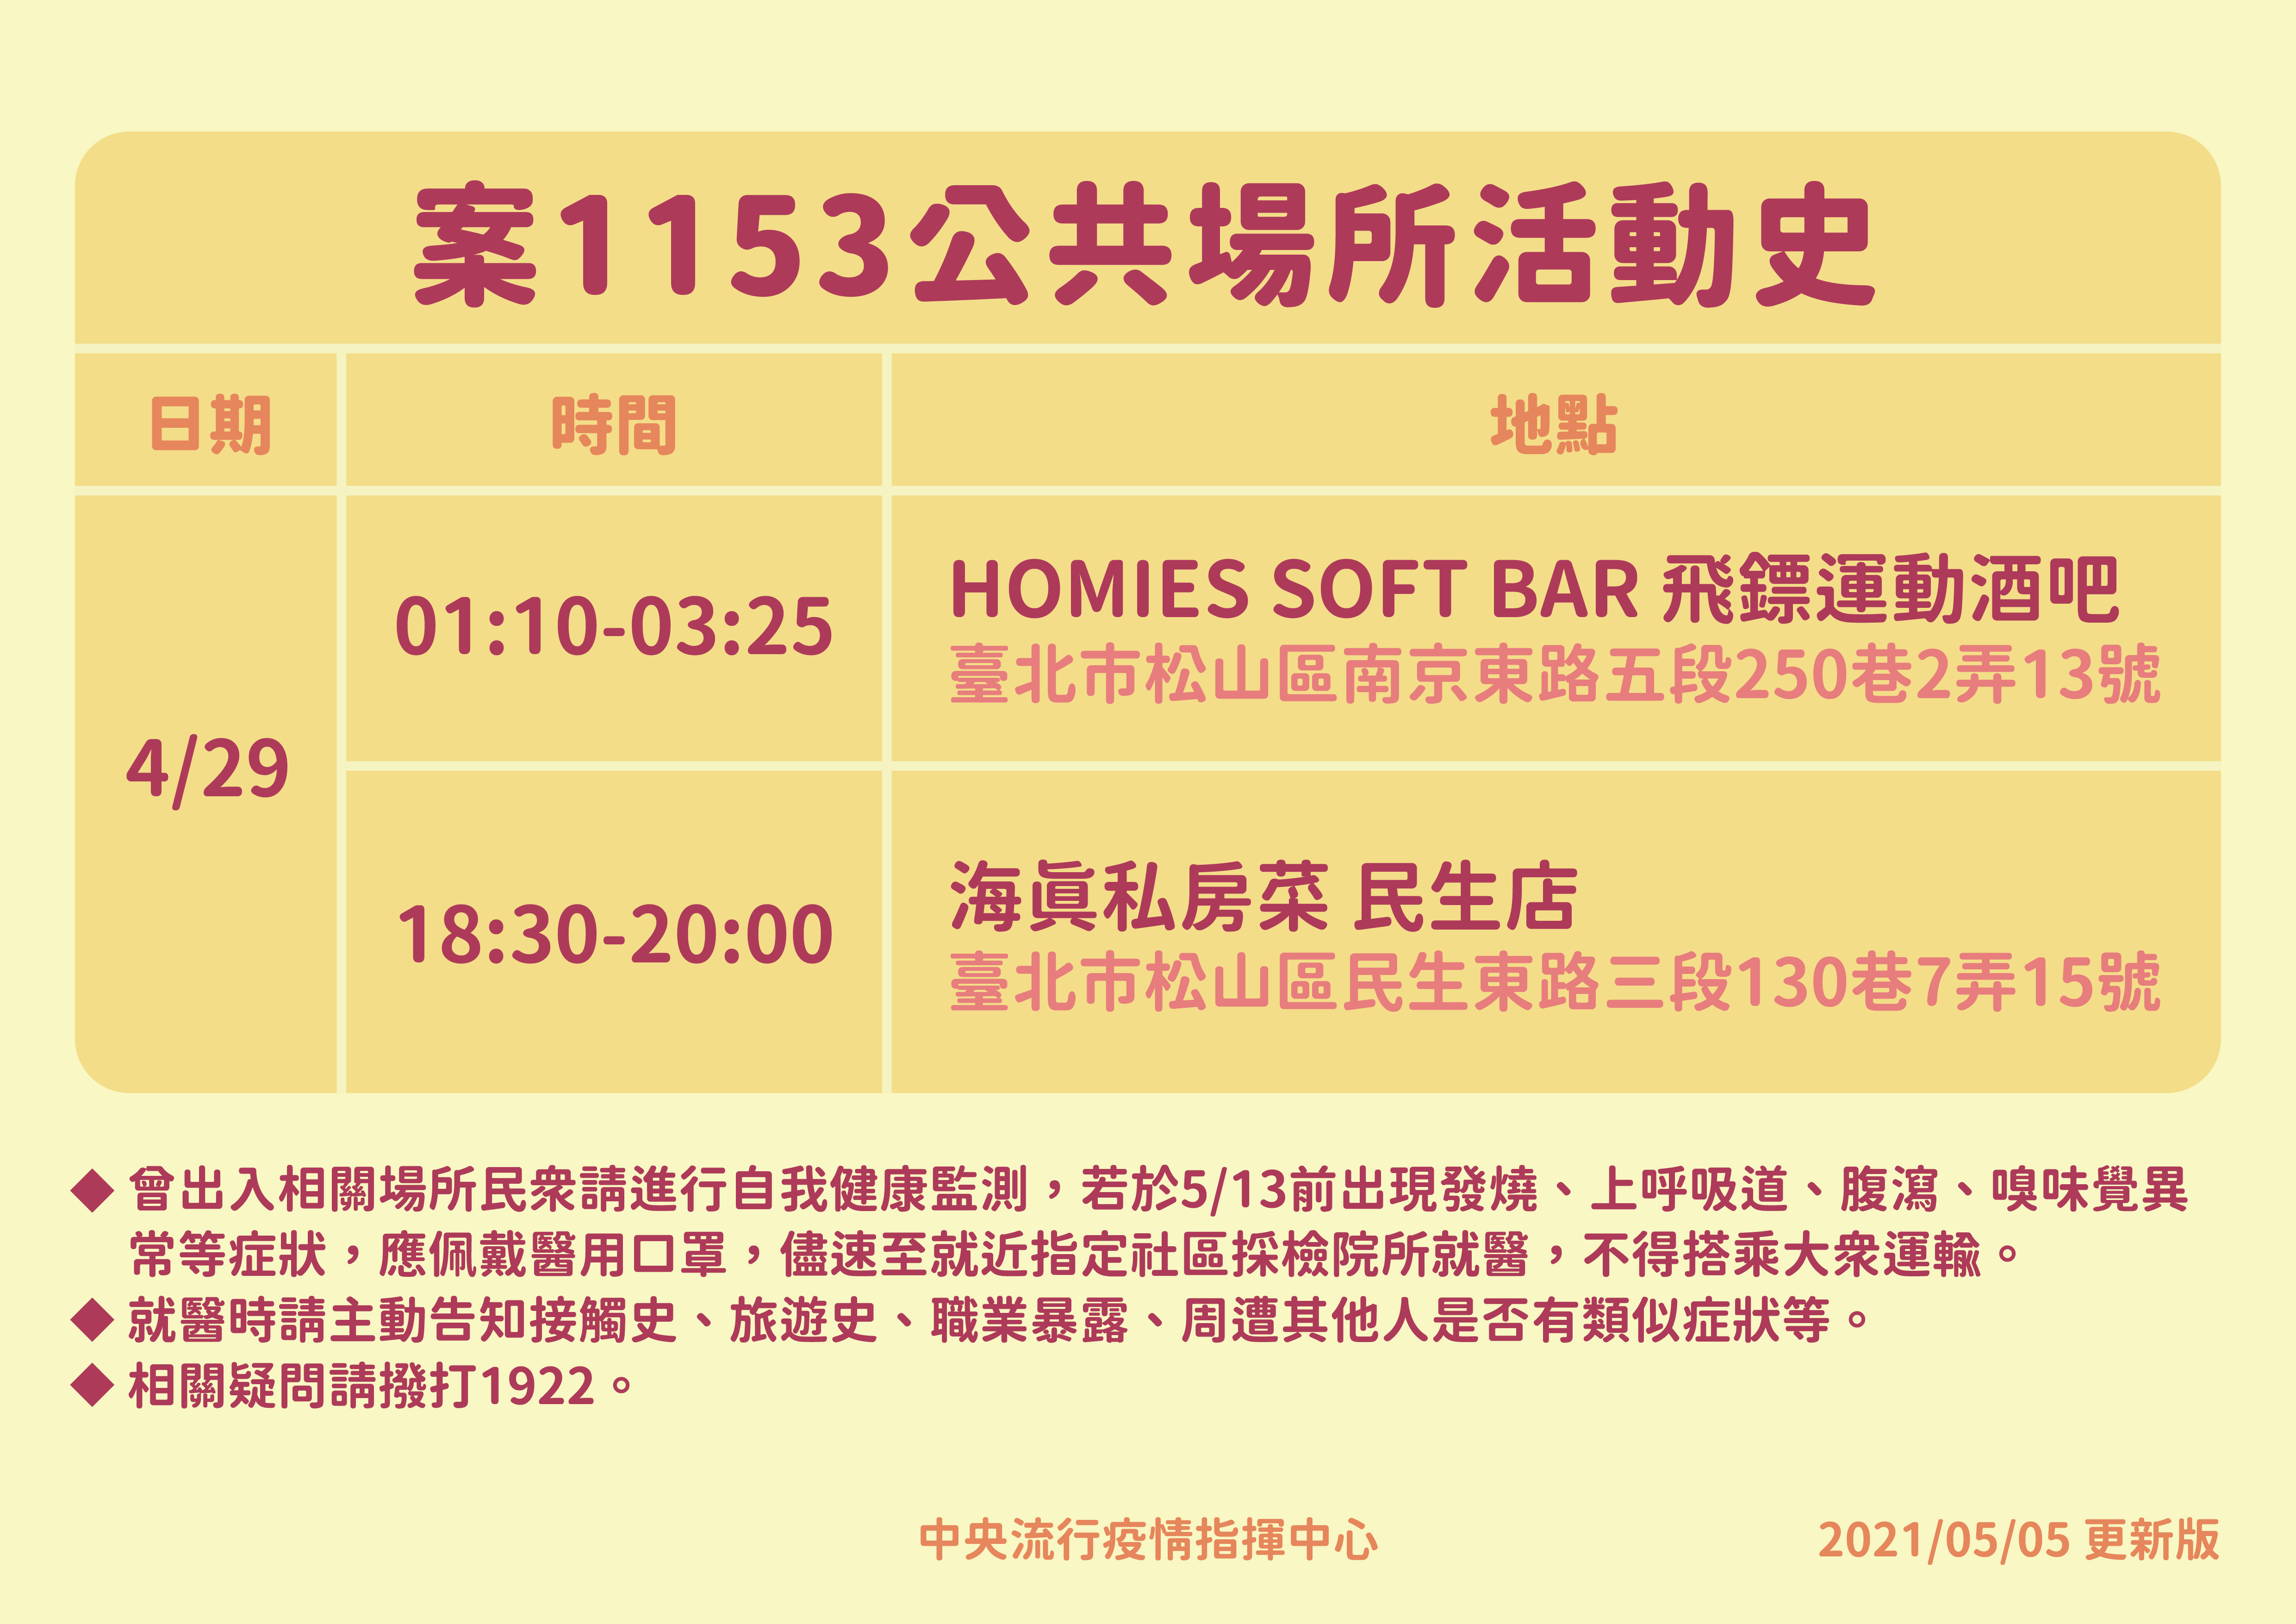 案1153公共場所活動史
日期 時間 地點
4/29
01:10-03:25
HOMIES SOFT BAR 飛鏢運動酒吧
臺北市松山區南京東路五段250巷2弄13號
18:30-20:00
海真私房菜 民生店
臺北市松山區民生東路三段130巷7弄15號
◆ 曾出入相關場所民眾請進行自我健康監測，若於5/13前出現發燒、上呼吸道、腹瀉、嗅味覺異
常等症狀，應佩戴醫用口罩，儘速至就近指定社區採檢院所就醫，不得搭乘大眾運輸。
◆ 就醫時請主動告知接觸史、旅遊史、職業暴露、周遭其他人是否有類似症狀等。
◆ 相關疑問請撥打1922。
中央流行疫情指揮中心
2021/05/05 更新版